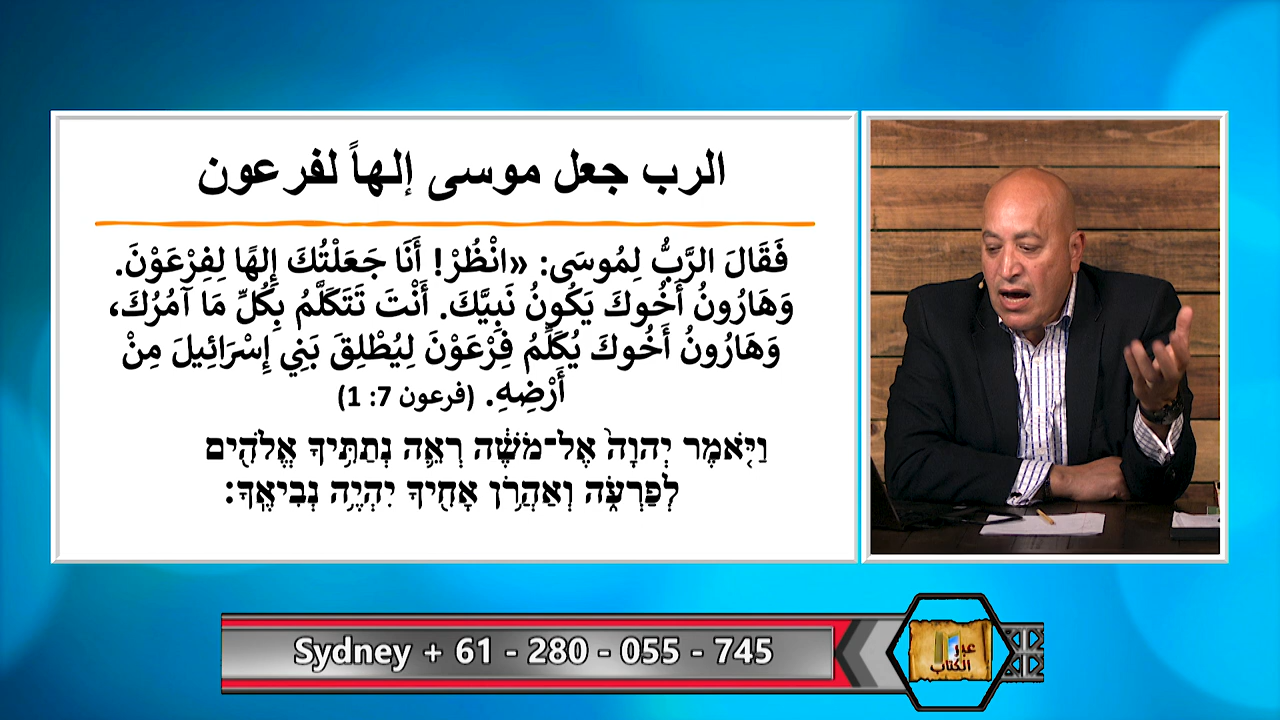 الرب جعل موسى إلهاً لفرعون
فَقَالَ الرَّبُّ لِمُوسَى: «انْظُرْ! أَنَا جَعَلْتُكَ إِلهًا لِفِرْعَوْنَ.
وَهَارُونُ أَخُوكَ يَكُونُ نَبِيَّكَ. أَنْتَ تَتَكَلَّمُ بِكُلِّ مَا آمُرُكَ،
وَهَارُونُ أَخُوكَ يُكَلِّمُ فِرْعَوْنَ لِيُطْلِقَ بَنِي إِسْرَائِيلَ مِنْ
أَرْضِهِ. (فرعون 7: 1)
וַיֹּ֤אמֶר יְהוָה֙ אֶל־מֹשֶׁ֔ה רְאֵ֛ה נְתַתִּ֥יךָ אֱלֹהִ֖ים
לְפַרְעֹ֑ה וְאַהֲרֹ֥ן אָחִ֖יךָ יִהְיֶ֥ה נְבִיאֶֽךָ׃
Sydney + 61 - 280 - 055 - 745
عبر
الكتاب